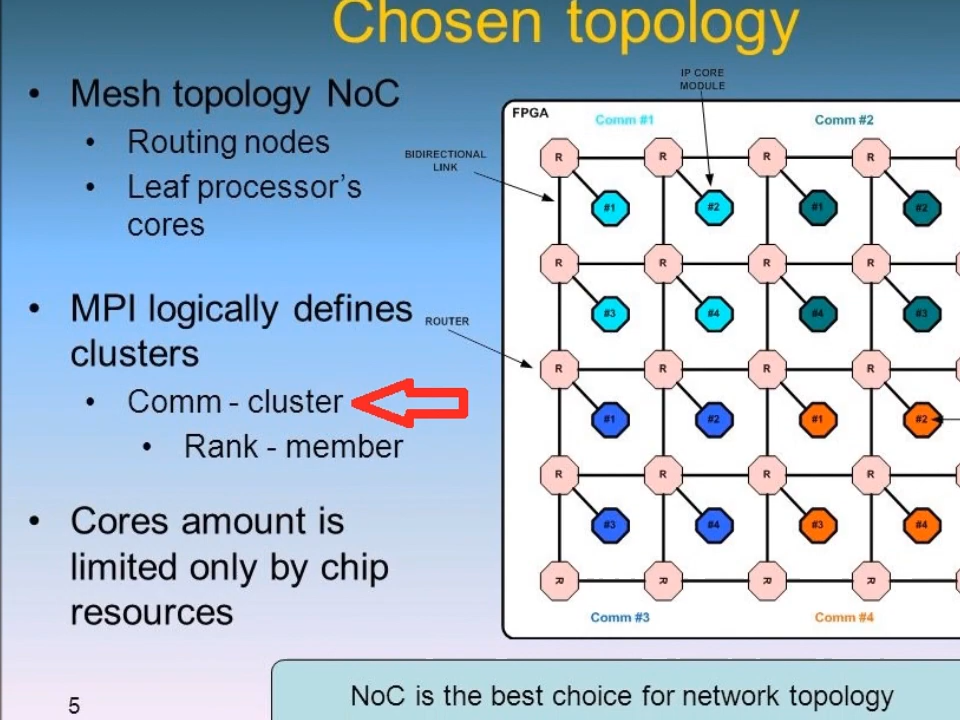 Chosen topology
• Mesh topology NoC
• Routing nodes
• Leaf processor's
cores
• MPI logically defines
clusters
• Comm - cluster
• Rank - member
• Cores amount is
limited only by chip
resources
IP CORE
MODULE
BIDIRECTIONAL
LINK
ROUTER
FPGA
Comm #1 Comm #2
R R R R
#1 #2 #1 #2
R R R R
#3 #4 #4 #3
R R R R
#1 #2 #1 #2
R R R R
#3 #4 #3 #4
R R R R
Comm #3 Comm #4
NoC is the best choice for network topology
5